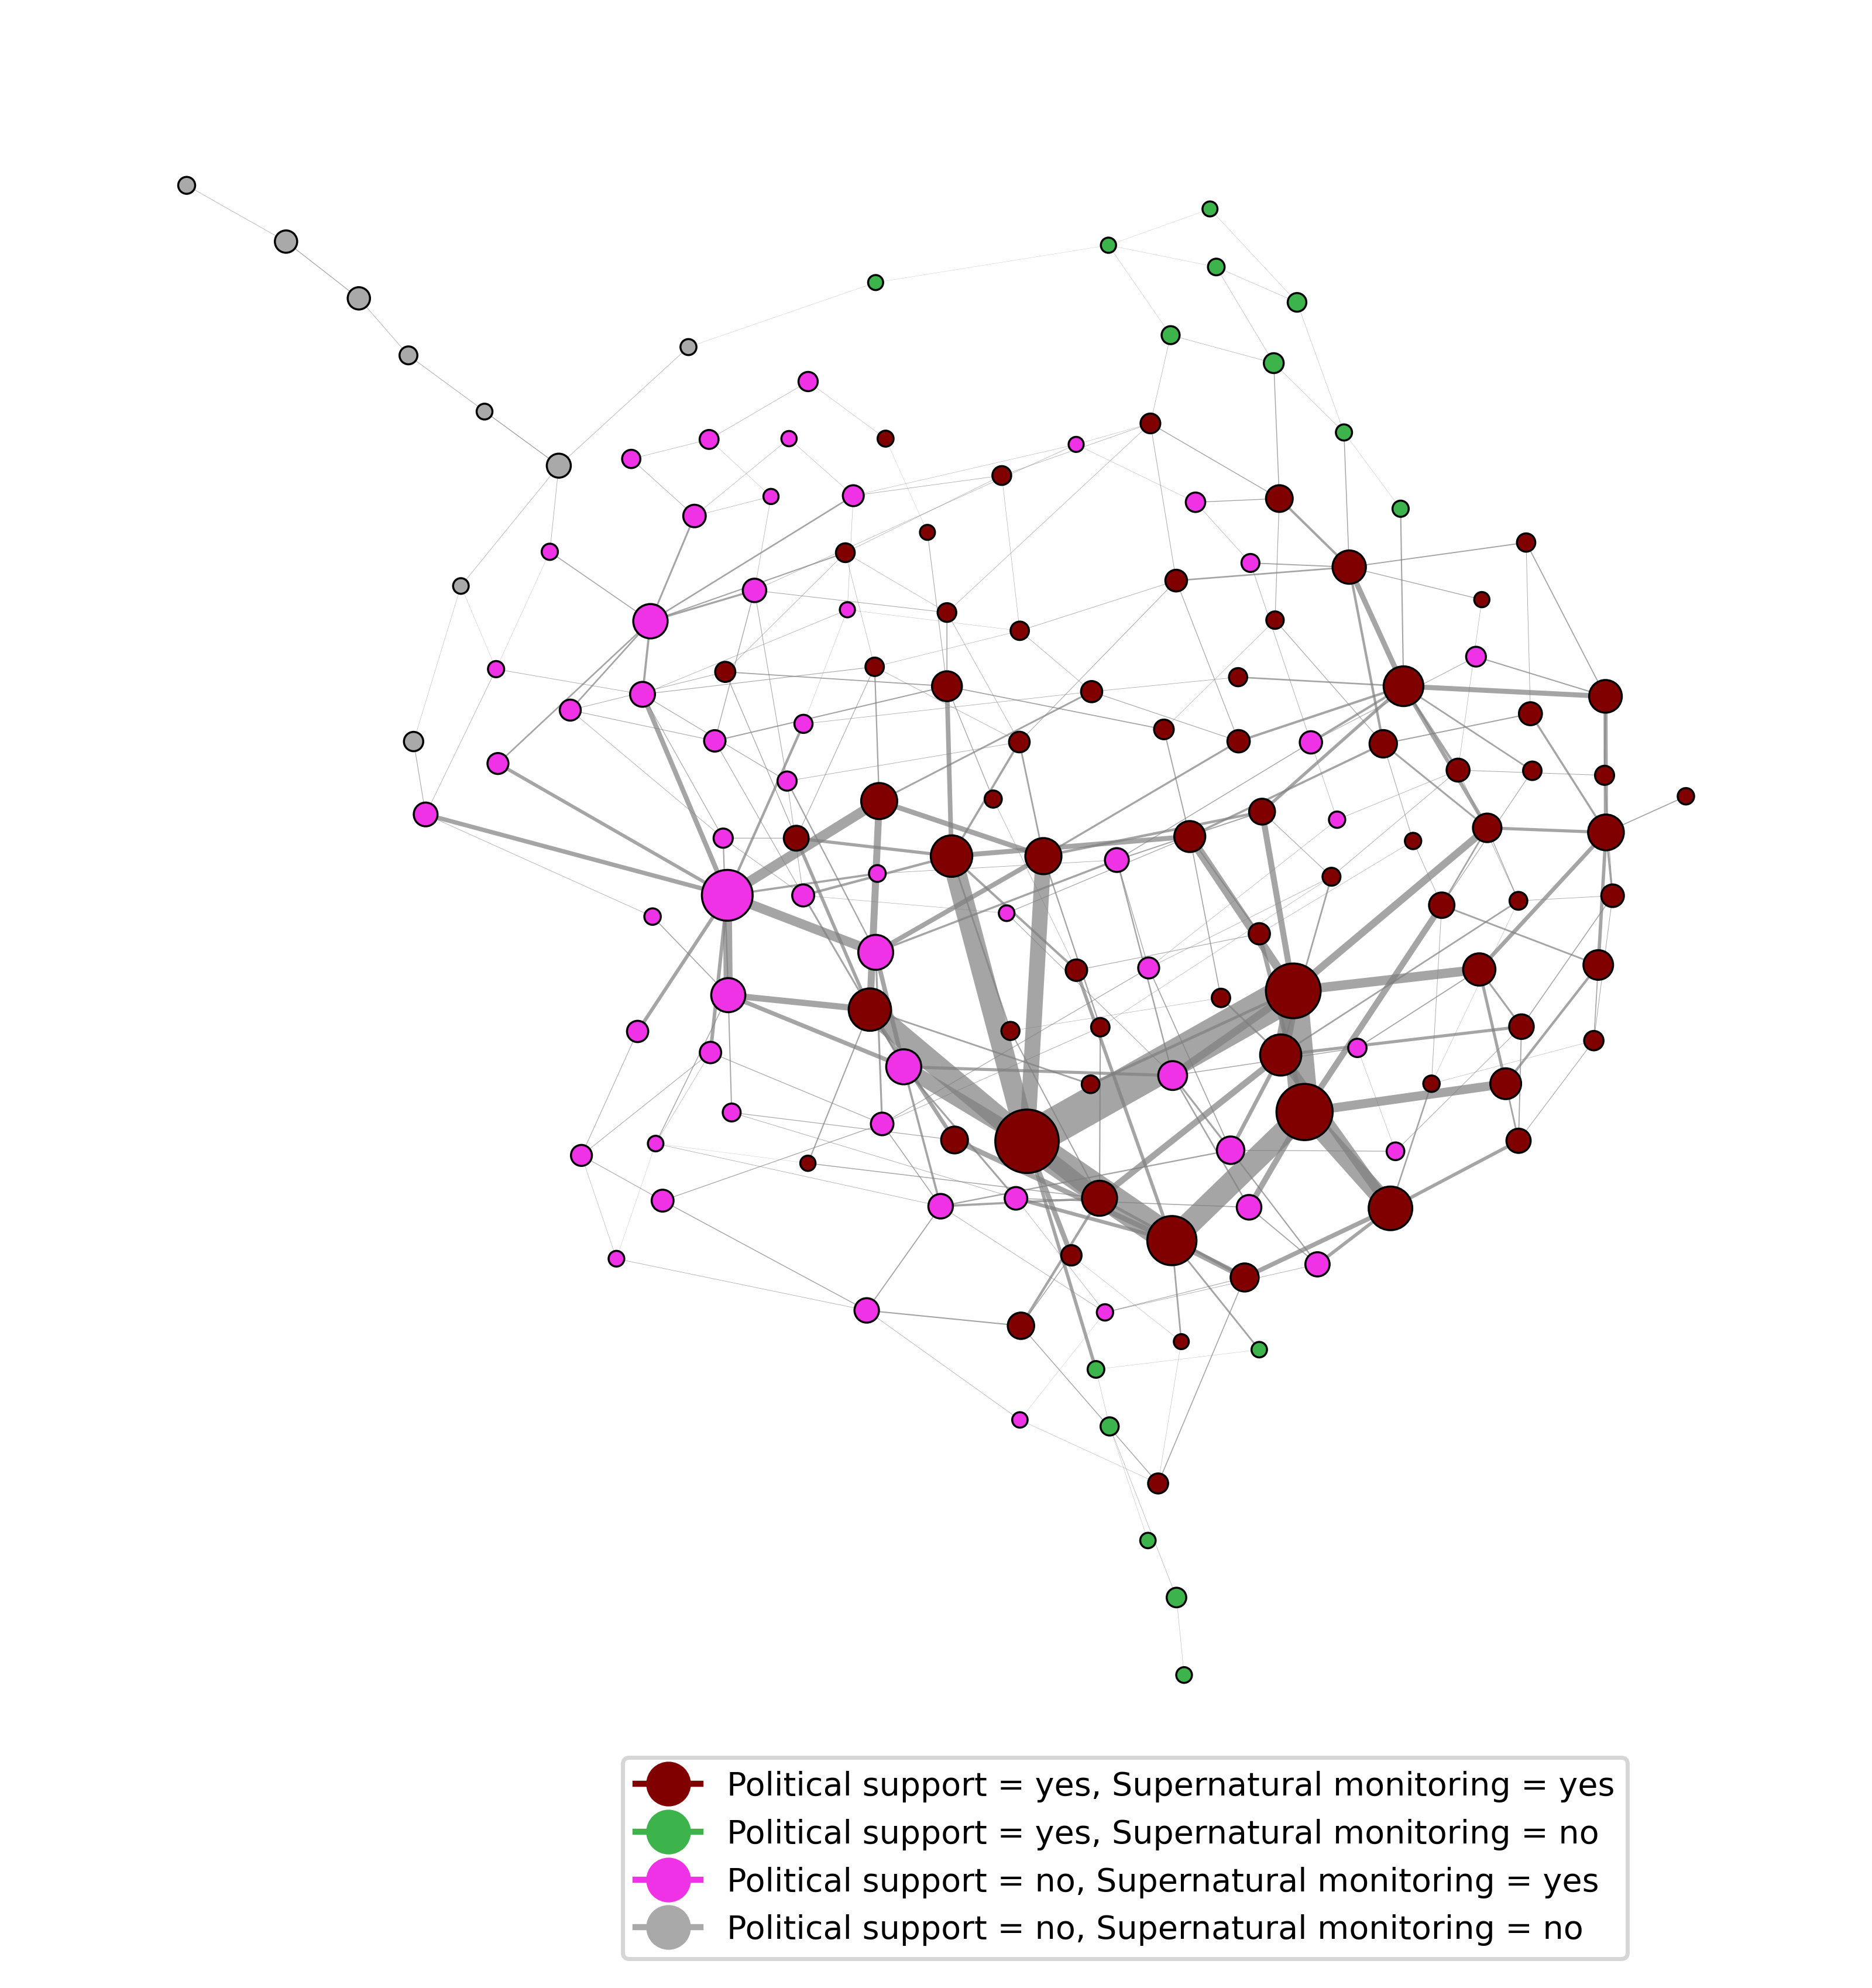 Political support = yes, Supernatural monitoring = yes
Political support = yes, Supernatural monitoring = no
Political support = no, Supernatural monitoring = yes
Political support = no, Supernatural monitoring = no